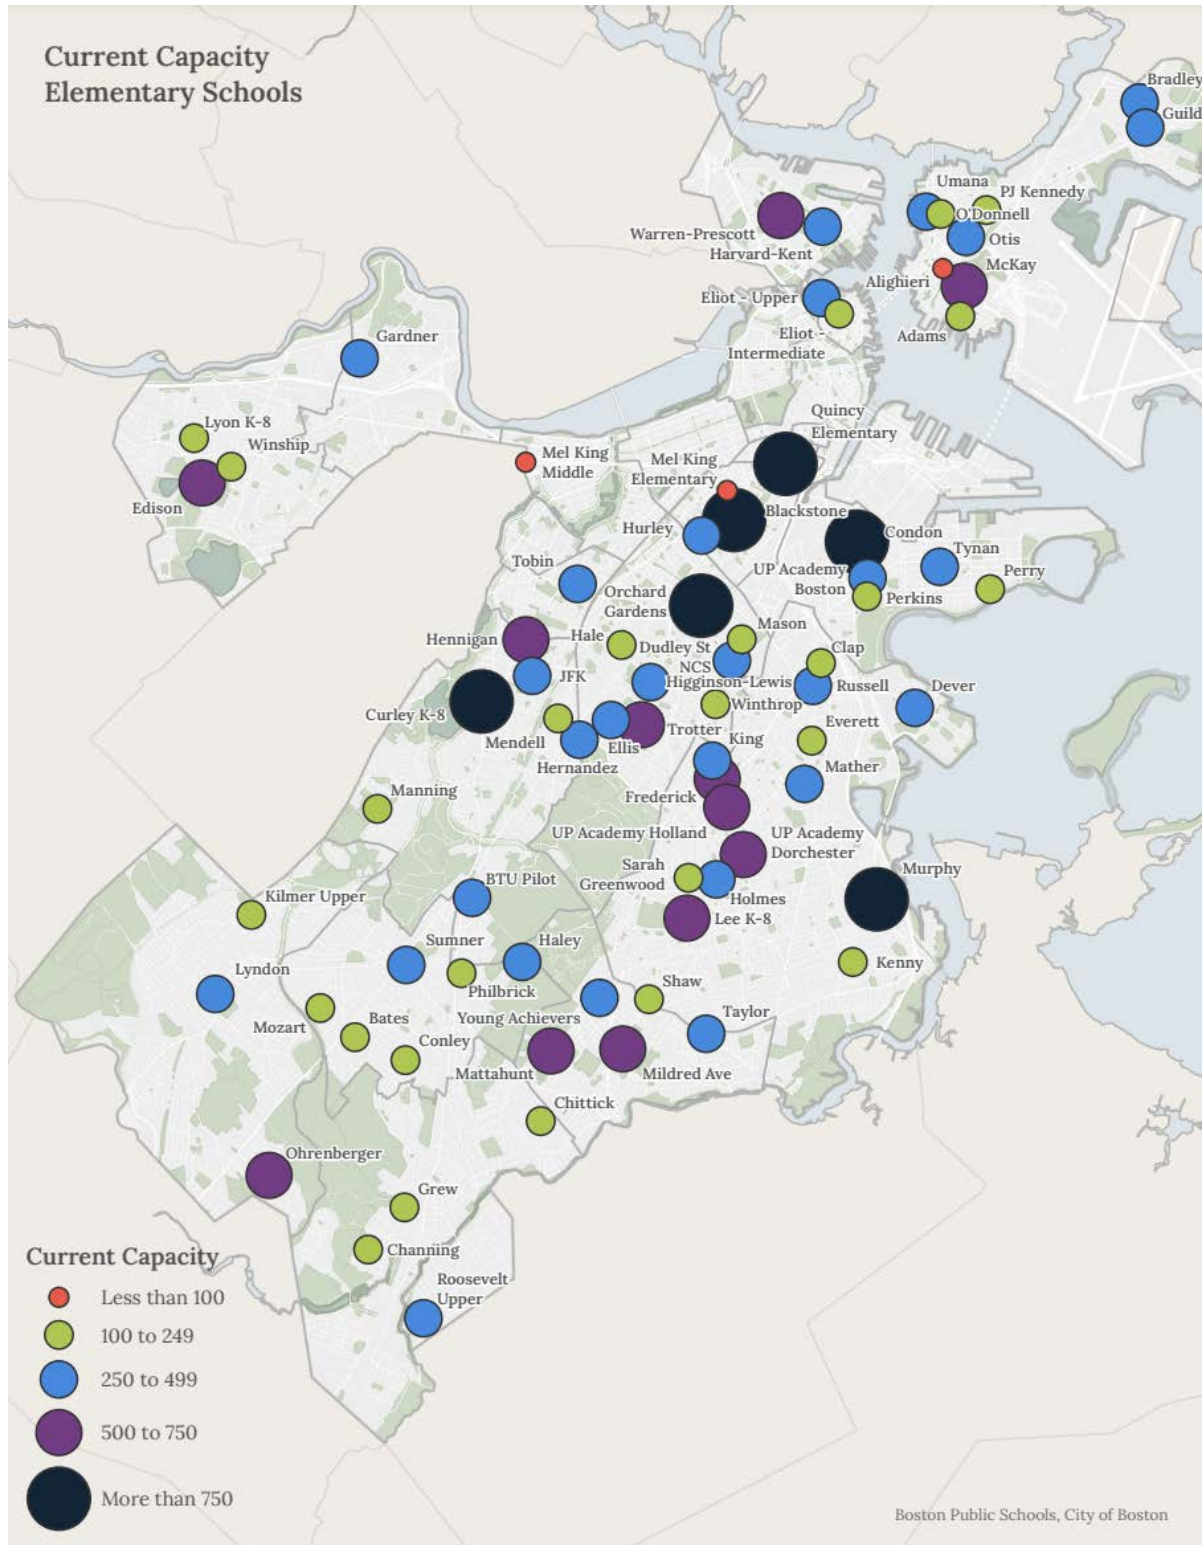 Current Capacity
Elementary Schools
Bradley
Guild
Umana
PJ Kennedy
O'Donnell
Otis
Warren-Prescott
Harvard-Kent
McKay
Alighieri
Adams
Eliot - Upper
Eliot -
Intermediate
Gardner
Lyon K-8
Winship
Edison
Quincy
Elementary
Mel King
Middle
Mel King
Elementary
Blackstone
Hurley
Condon
Tynan
UP Academy
Boston
Perkins
Perry
Tobin
Orchard
Gardens
Mason
Hennigan
Hale
Dudley St
NCS
Clap
JFK
Higginson-Lewis
Russell
Dever
Curley K-8
Winthrop
Mendell
Ellis
Trotter
King
Everett
Hernandez
Mather
Manning
Frederick
UP Academy Holland
UP Academy
Dorchester
Sarah
Greenwood
Holmes
Murphy
Kilmer Upper
BTU Pilot
Lee K-8
Sumner
Haley
Kenny
Lyndon
Philbrick
Shaw
Mozart
Bates
Young Achievers
Taylor
Conley
Mattahunt
Mildred Ave
Chittick
Ohrenberger
Grew
Channing
Roosevelt
Upper
Current Capacity
Less than 100
100 to 249
250 to 499
500 to 750
More than 750
Boston Public Schools, City of Boston